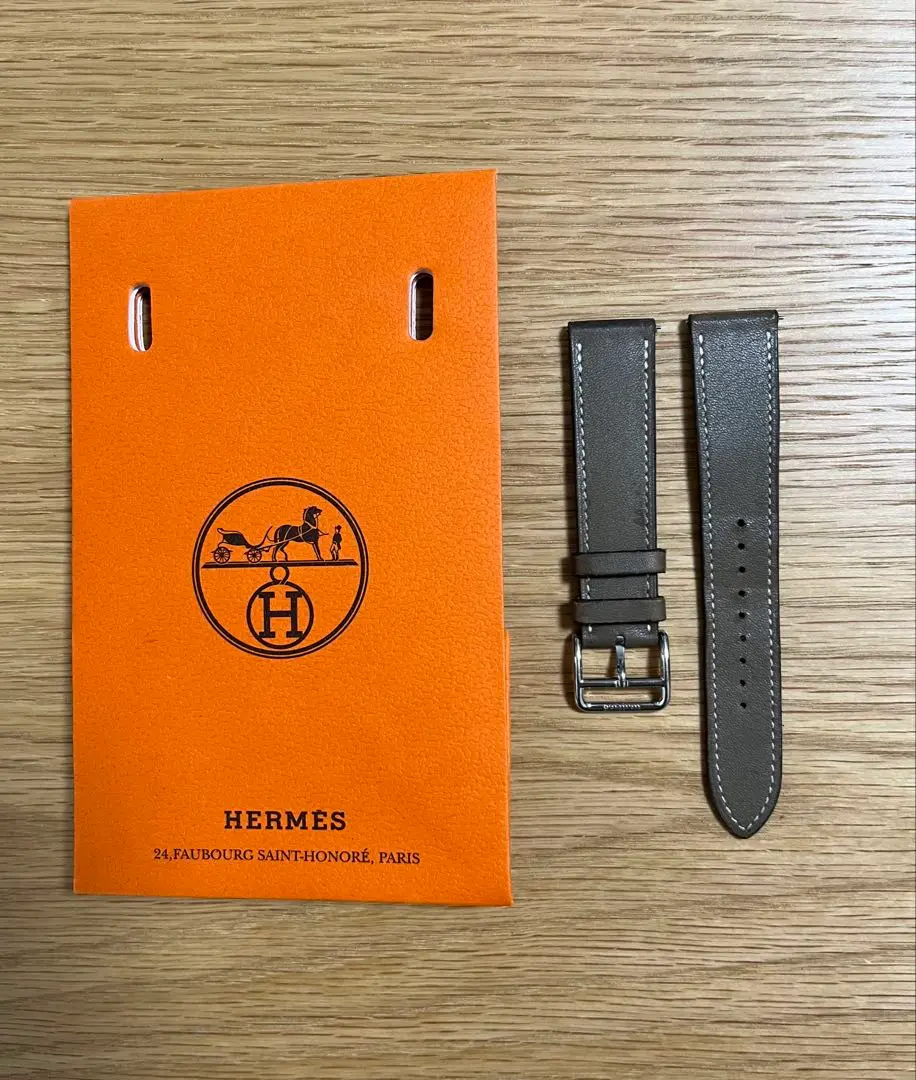 H
HERMÈS
24,FAUBOURG SAINT-HONORÉ, PARIS